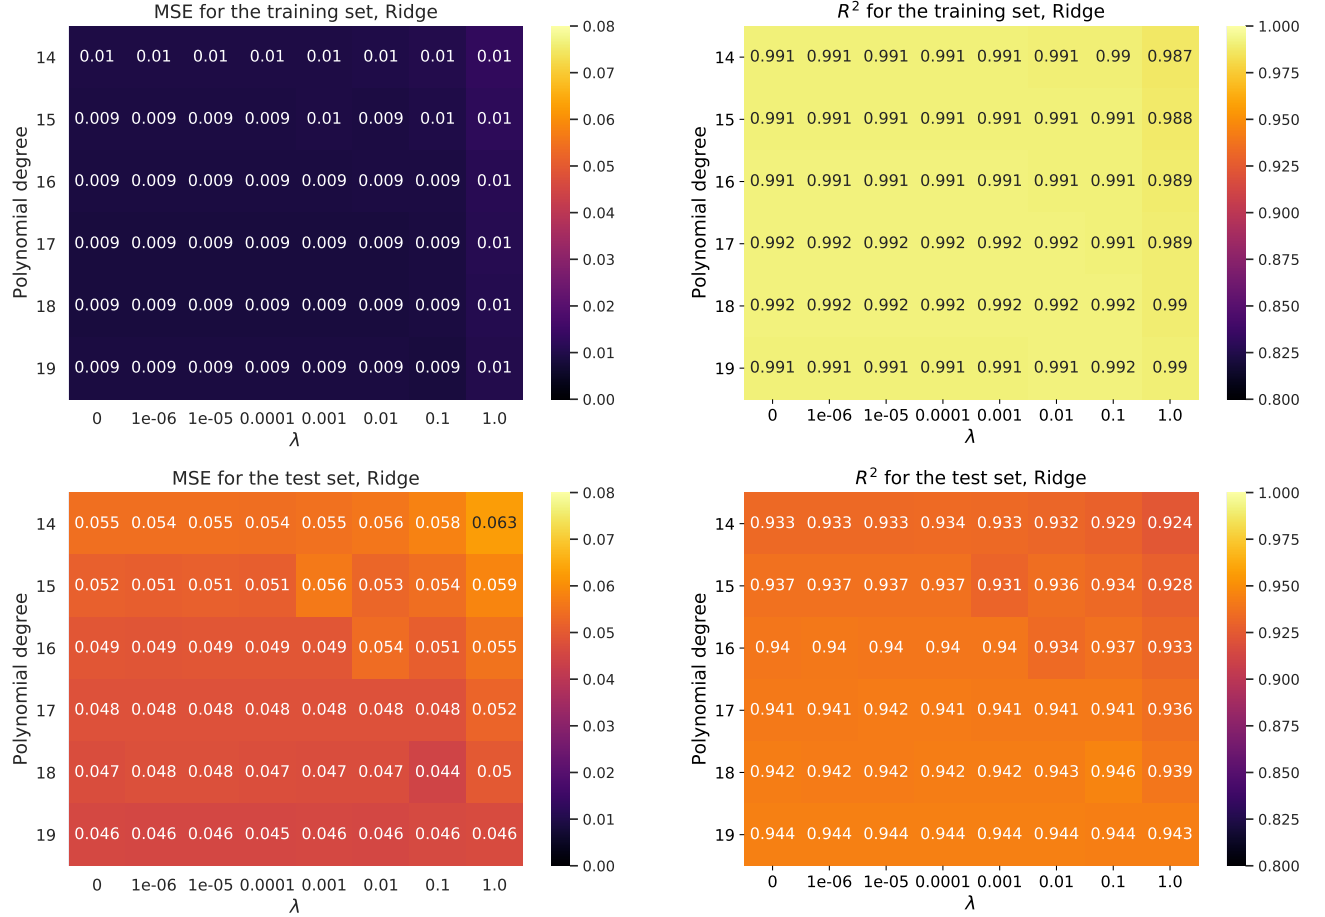 MSE for the training set, Ridge
Polynomial degree
14 0.01 0.01 0.01 0.01 0.01 0.01 0.01 0.01
15 0.009 0.009 0.009 0.009 0.01 0.009 0.01 0.01
16 0.009 0.009 0.009 0.009 0.009 0.009 0.009 0.01
17 0.009 0.009 0.009 0.009 0.009 0.009 0.009 0.01
18 0.009 0.009 0.009 0.009 0.009 0.009 0.009 0.01
19 0.009 0.009 0.009 0.009 0.009 0.009 0.009 0.01
0 1e-06 1e-05 0.0001 0.001 0.01 0.1 1.0
λ
0.08
0.07
0.06
0.05
0.04
0.03
0.02
0.01
0.00
R² for the training set, Ridge
Polynomial degree
14 0.991 0.991 0.991 0.991 0.991 0.991 0.99 0.987
15 0.991 0.991 0.991 0.991 0.991 0.991 0.991 0.988
16 0.991 0.991 0.991 0.991 0.991 0.991 0.991 0.989
17 0.992 0.992 0.992 0.992 0.992 0.992 0.991 0.989
18 0.992 0.992 0.992 0.992 0.992 0.992 0.992 0.99
19 0.991 0.991 0.991 0.991 0.991 0.991 0.992 0.99
0 1e-06 1e-05 0.0001 0.001 0.01 0.1 1.0
λ
1.000
0.975
0.950
0.925
0.900
0.875
0.850
0.825
0.800
MSE for the test set, Ridge
Polynomial degree
14 0.055 0.054 0.055 0.054 0.055 0.056 0.058 0.063
15 0.052 0.051 0.051 0.051 0.056 0.053 0.054 0.059
16 0.049 0.049 0.049 0.049 0.049 0.054 0.051 0.055
17 0.048 0.048 0.048 0.048 0.048 0.048 0.048 0.052
18 0.047 0.048 0.048 0.047 0.047 0.047 0.044 0.05
19 0.046 0.046 0.046 0.045 0.046 0.046 0.046 0.046
0 1e-06 1e-05 0.0001 0.001 0.01 0.1 1.0
λ
0.08
0.07
0.06
0.05
0.04
0.03
0.02
0.01
0.00
R² for the test set, Ridge
Polynomial degree
14 0.933 0.933 0.933 0.934 0.933 0.932 0.929 0.924
15 0.937 0.937 0.937 0.937 0.931 0.936 0.934 0.928
16 0.94 0.94 0.94 0.94 0.94 0.934 0.937 0.933
17 0.941 0.941 0.942 0.941 0.941 0.941 0.941 0.936
18 0.942 0.942 0.942 0.942 0.942 0.943 0.946 0.939
19 0.944 0.944 0.944 0.944 0.944 0.944 0.944 0.943
0 1e-06 1e-05 0.0001 0.001 0.01 0.1 1.0
λ
1.000
0.975
0.950
0.925
0.900
0.875
0.850
0.825
0.800